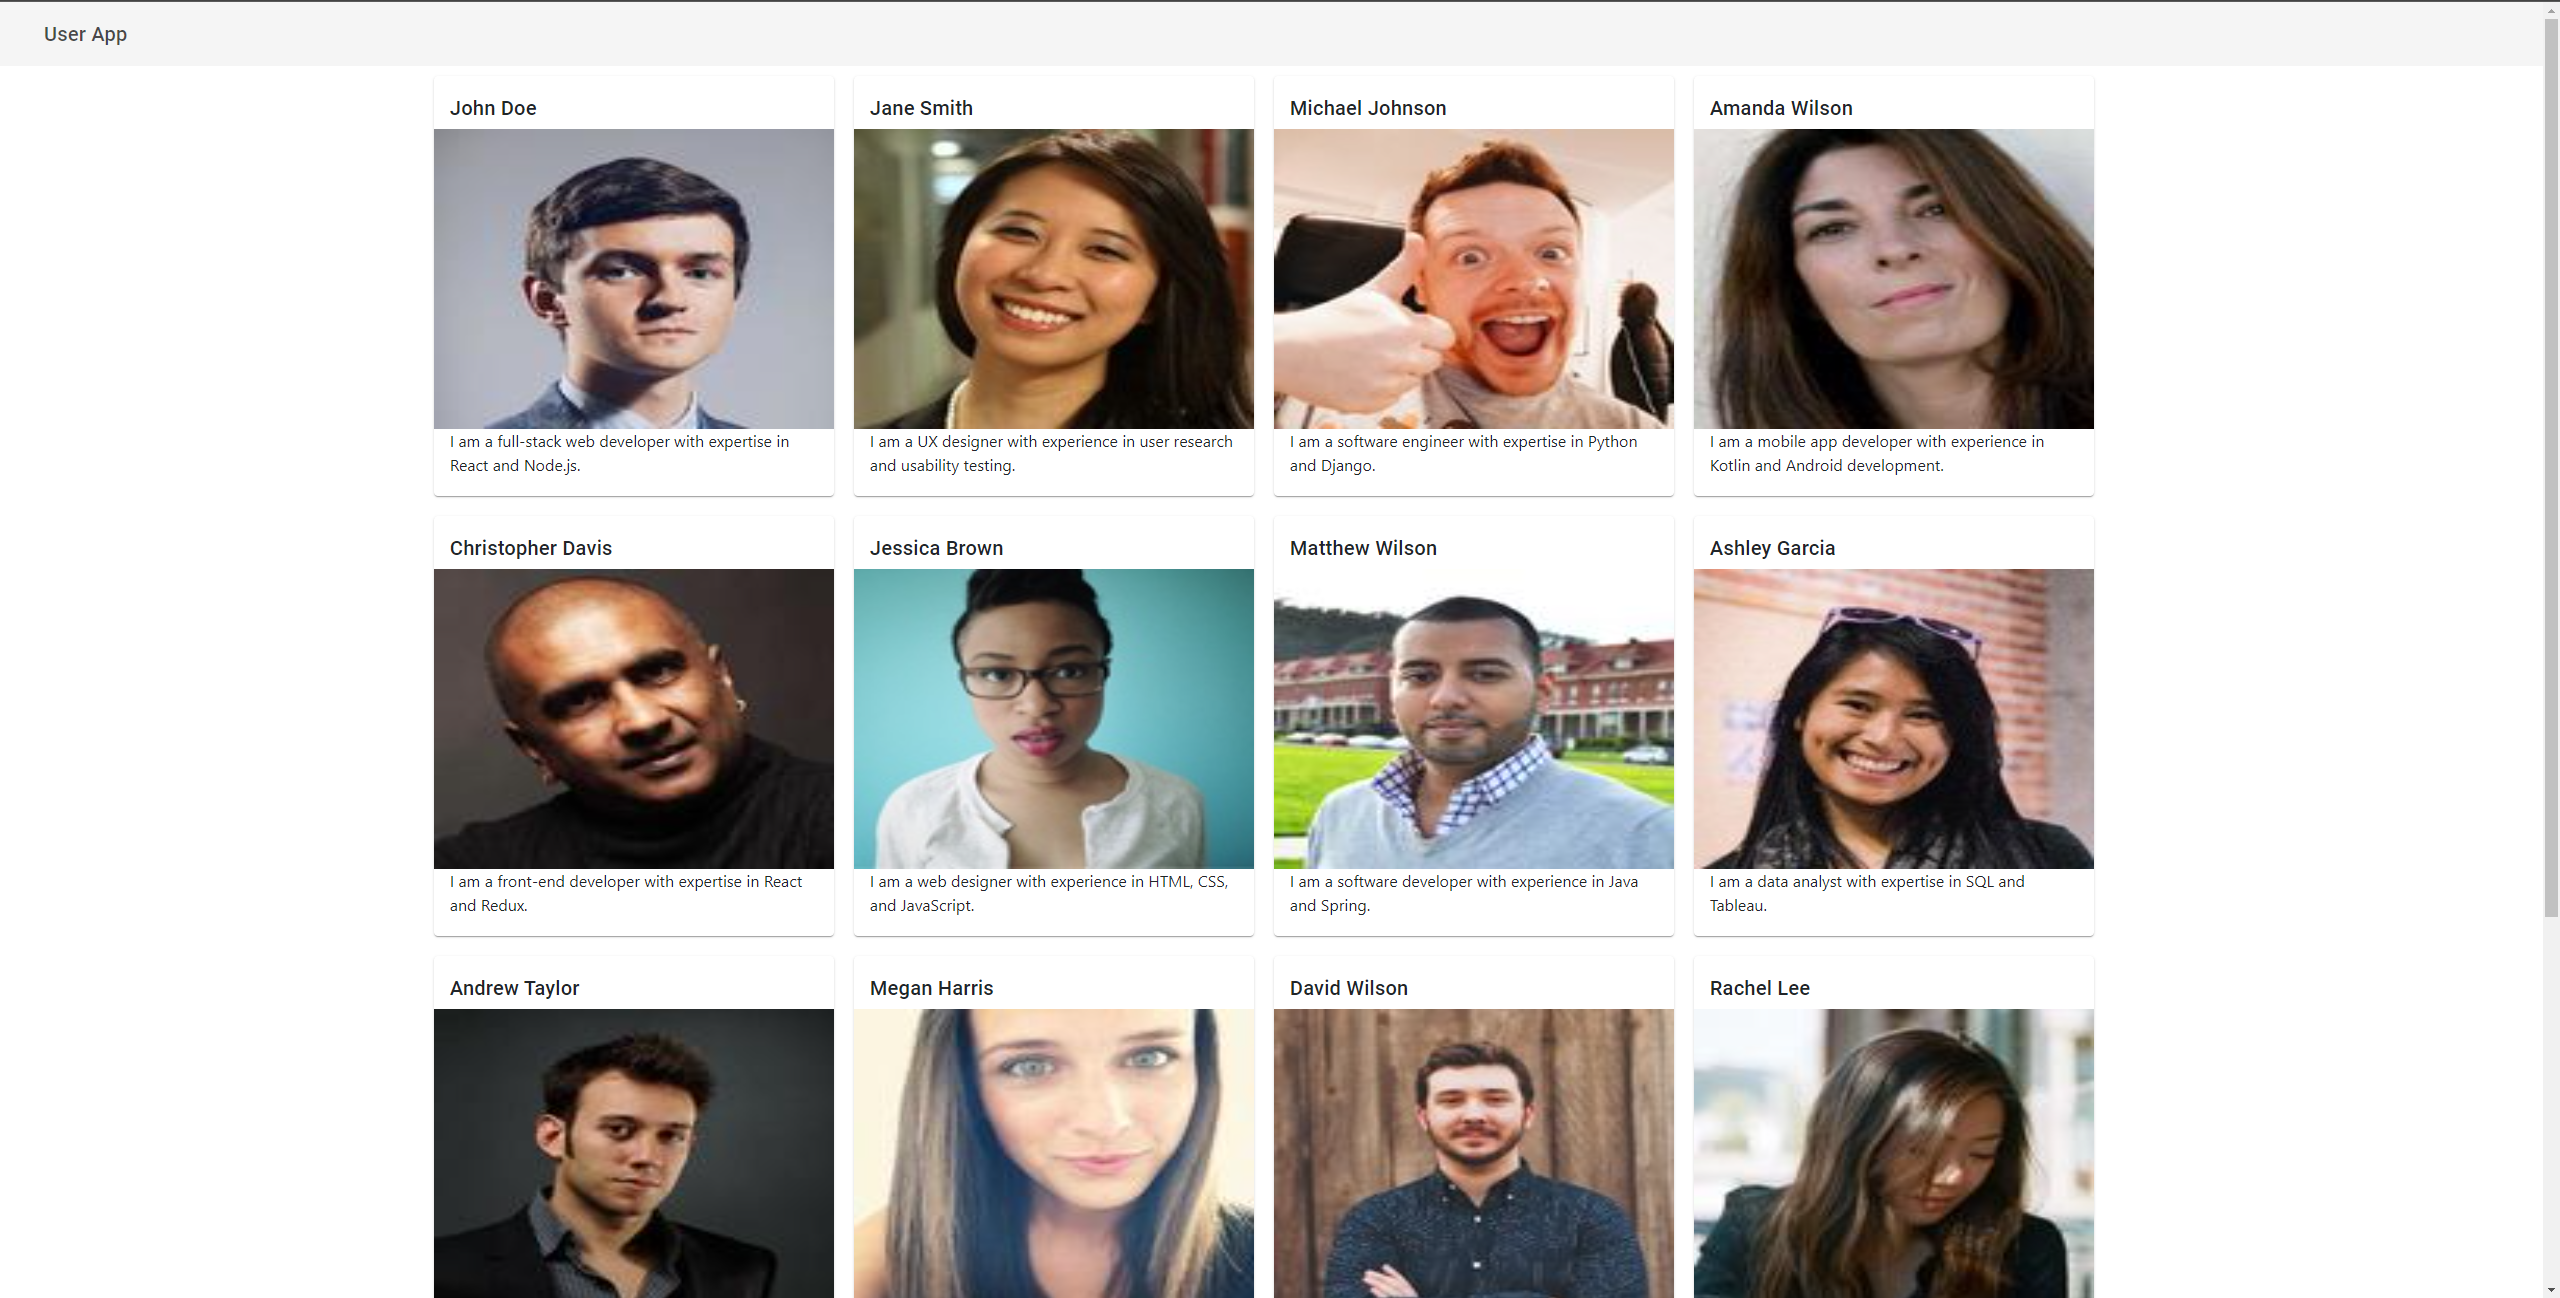 User App
John Doe
Jane Smith
Michael Johnson
Amanda Wilson
I am a full-stack web developer with expertise in
React and Node.js.
I am a UX designer with experience in user research
and usability testing.
I am a software engineer with expertise in Python
and Django.
I am a mobile app developer with experience in
Kotlin and Android development.
Christopher Davis
Jessica Brown
Matthew Wilson
Ashley Garcia
I am a front-end developer with expertise in React
and Redux.
I am a web designer with experience in HTML, CSS,
and JavaScript.
I am a software developer with experience in Java
and Spring.
I am a data analyst with expertise in SQL and
Tableau.
Andrew Taylor
Megan Harris
David Wilson
Rachel Lee